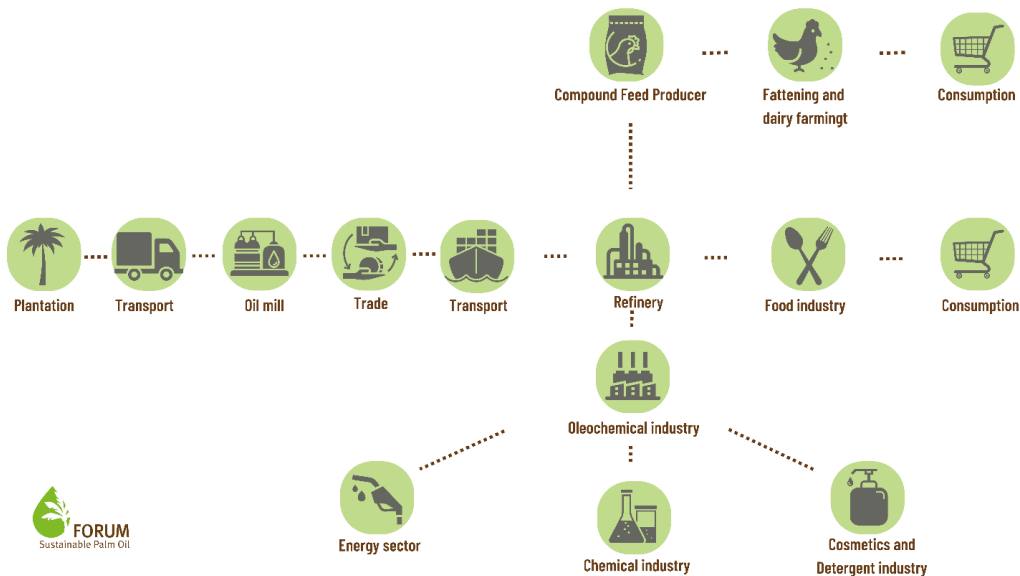 Compound Feed Producer
Fattening and
dairy farmingt
Consumption
Plantation
Transport
Oil mill
Trade
Transport
Refinery
Food industry
Consumption
Oleochemical industry
Energy sector
Chemical industry
Cosmetics and
Detergent industry
FORUM
Sustainable Palm Oil